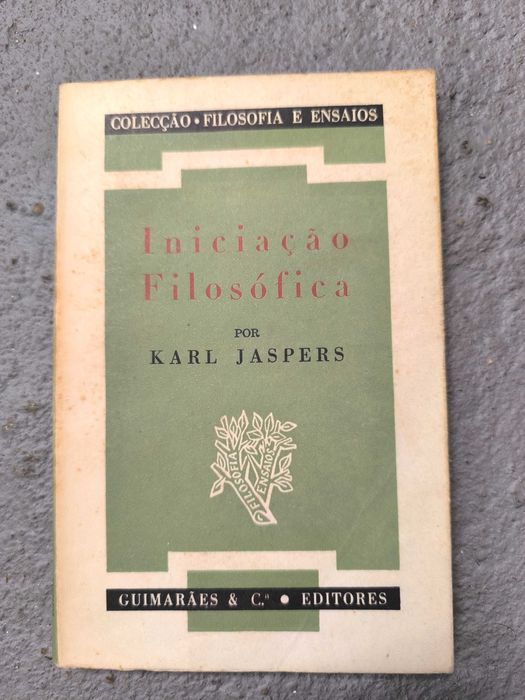 COLECÇÃO • FILOSOFIA E ENSAIOS
Iniciação
Filosófica
POR
KARL JASPERS
FILOSOFIA
ENSAIOS
GUIMARÃES & C.ª • EDITORES